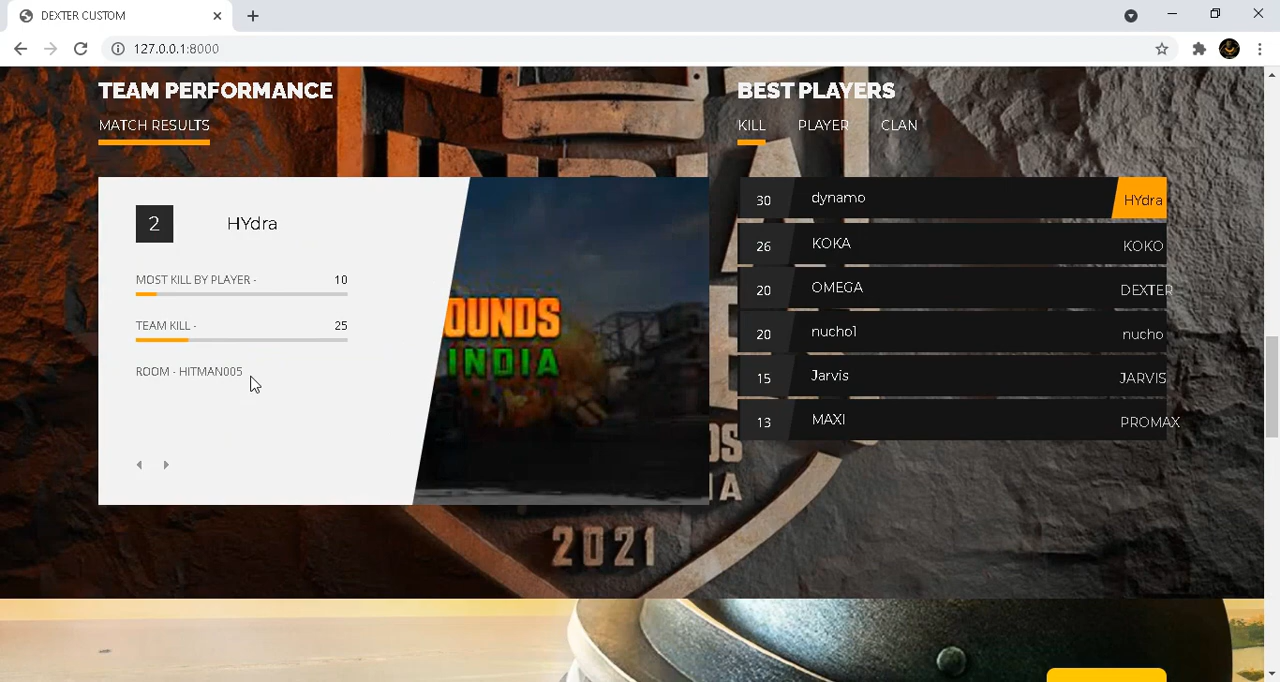 DEXTER CUSTOM
127.0.0.1:8000
TEAM PERFORMANCE
MATCH RESULTS
2 HYdra
MOST KILL BY PLAYER - 10
TEAM KILL - 25
ROOM - HITMAN005
OUNDS
INDIA
BEST PLAYERS
KILL PLAYER CLAN
30 dynamo HYdra
26 KOKA KOKO
20 OMEGA DEXTER
20 nucho1 nucho
15 Jarvis JARVIS
13 MAXI PROMAX
DS
IA
2021